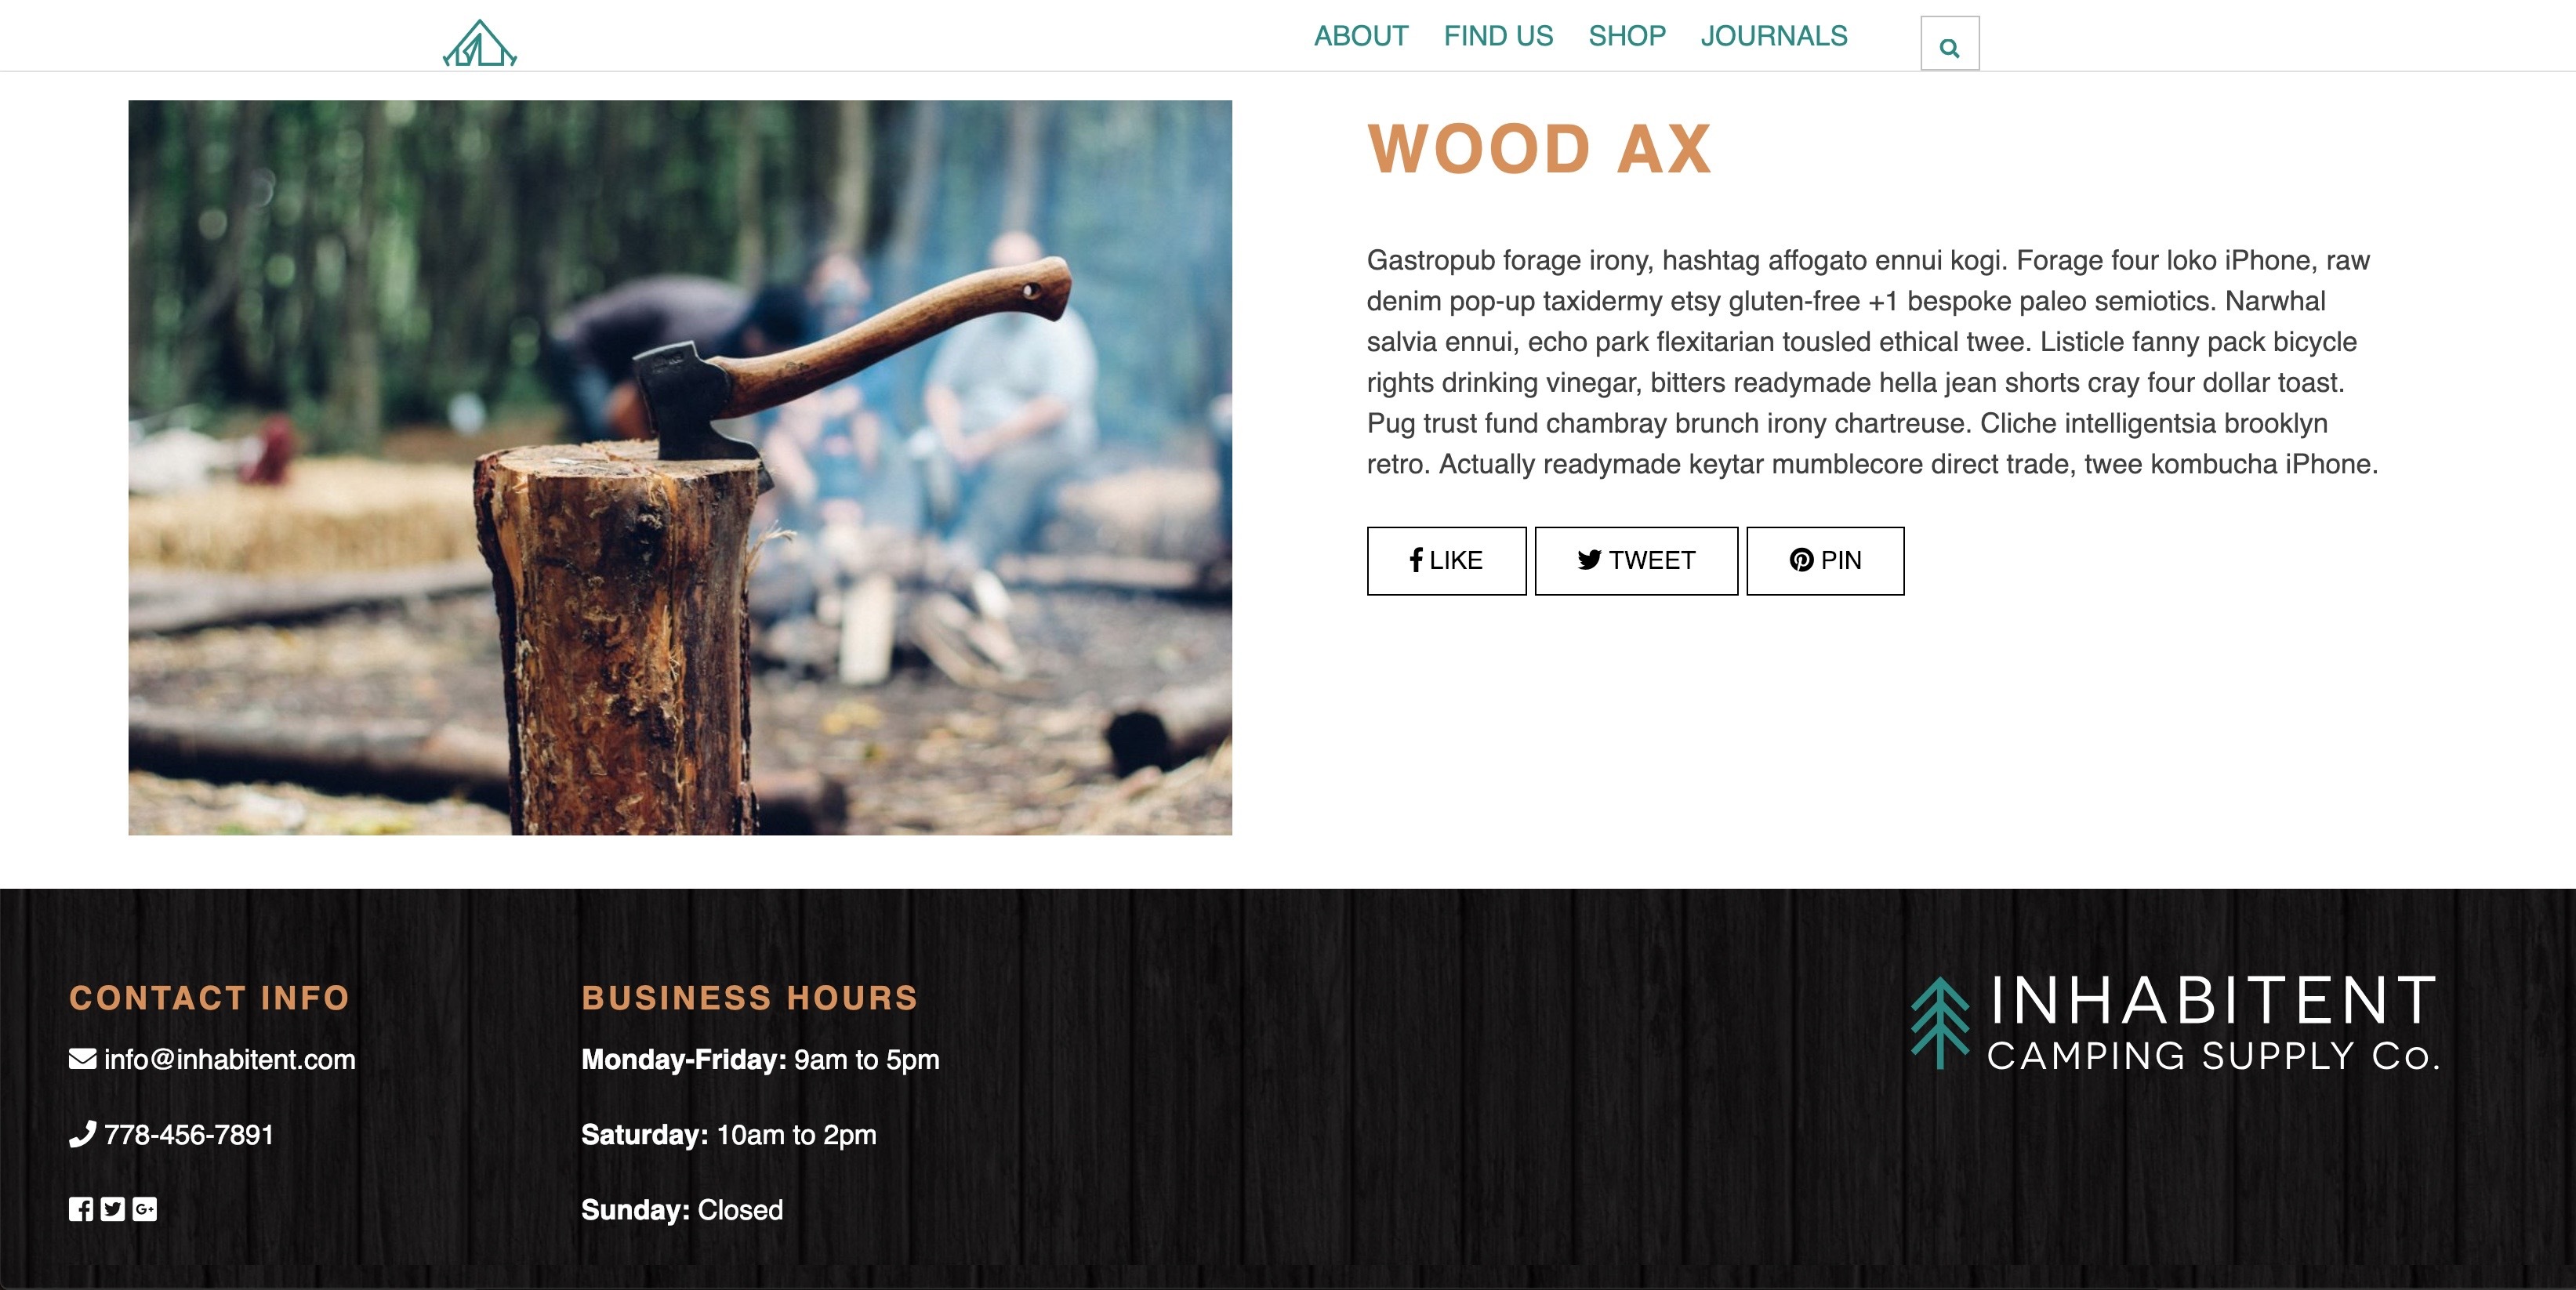 ABOUT FIND US SHOP JOURNALS
WOOD AX
Gastropub forage irony, hashtag affogato ennui kogi. Forage four loko iPhone, raw
denim pop-up taxidermy etsy gluten-free +1 bespoke paleo semiotics. Narwhal
salvia ennui, echo park flexitarian tousled ethical twee. Listicle fanny pack bicycle
rights drinking vinegar, bitters readymade hella jean shorts cray four dollar toast.
Pug trust fund chambray brunch irony chartreuse. Cliche intelligentsia brooklyn
retro. Actually readymade keytar mumblecore direct trade, twee kombucha iPhone.
LIKE TWEET PIN
CONTACT INFO
info@inhabitent.com
778-456-7891
BUSINESS HOURS
Monday-Friday: 9am to 5pm
Saturday: 10am to 2pm
Sunday: Closed
INHABITENT
CAMPING SUPPLY Co.